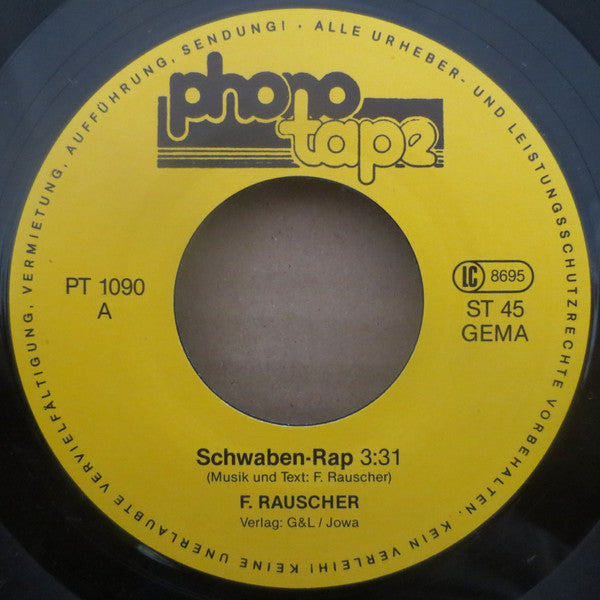 phono
tape
PT 1090
A
LC 8695
ST 45
GEMA
Schwaben-Rap 3:31
(Musik und Text: F. Rauscher)
F. RAUSCHER
Verlag: G&L / Jowa
ALLE URHEBER- UND LEISTUNGSSCHUTZRECHTE VORBEHALTEN. KEIN VERLEIH! KEINE UNERLAUBTE VERVIELFÄLTIGUNG, VERMIETUNG, AUFFÜHRUNG, SENDUNG! -